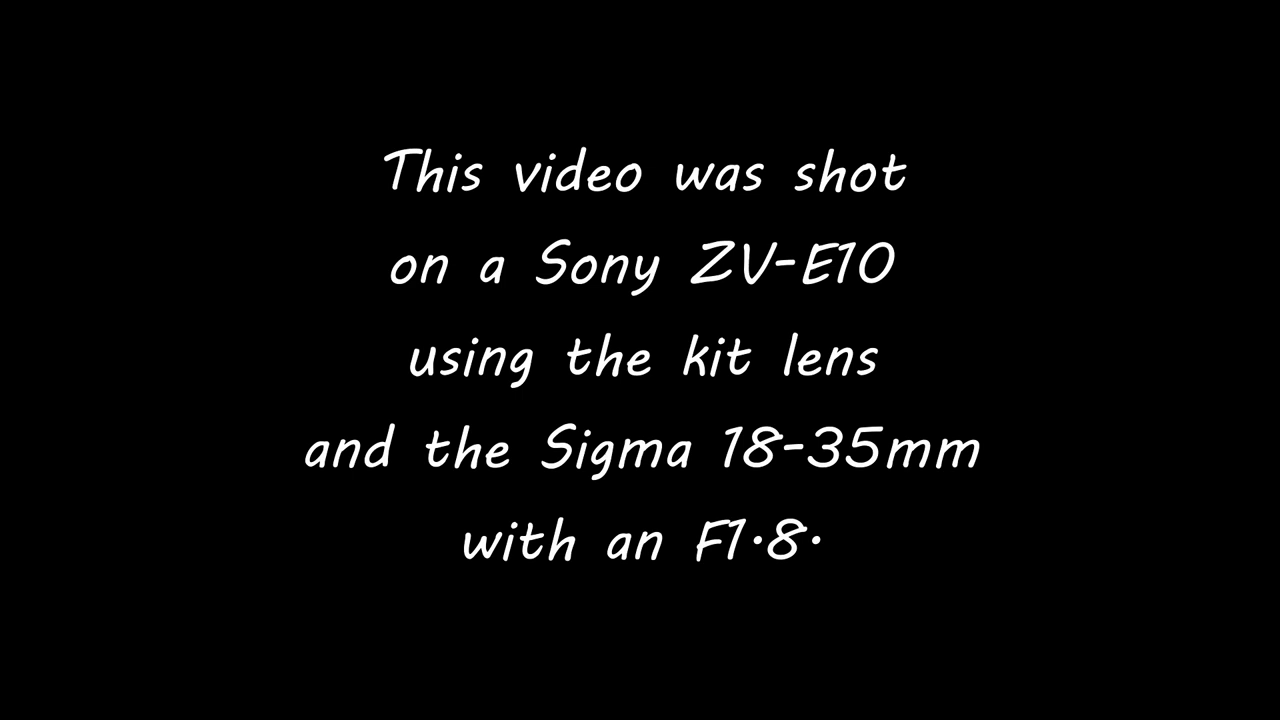 This video was shot
on a Sony ZV-E10
using the kit lens
and the Sigma 18-35mm
with an F1·8·